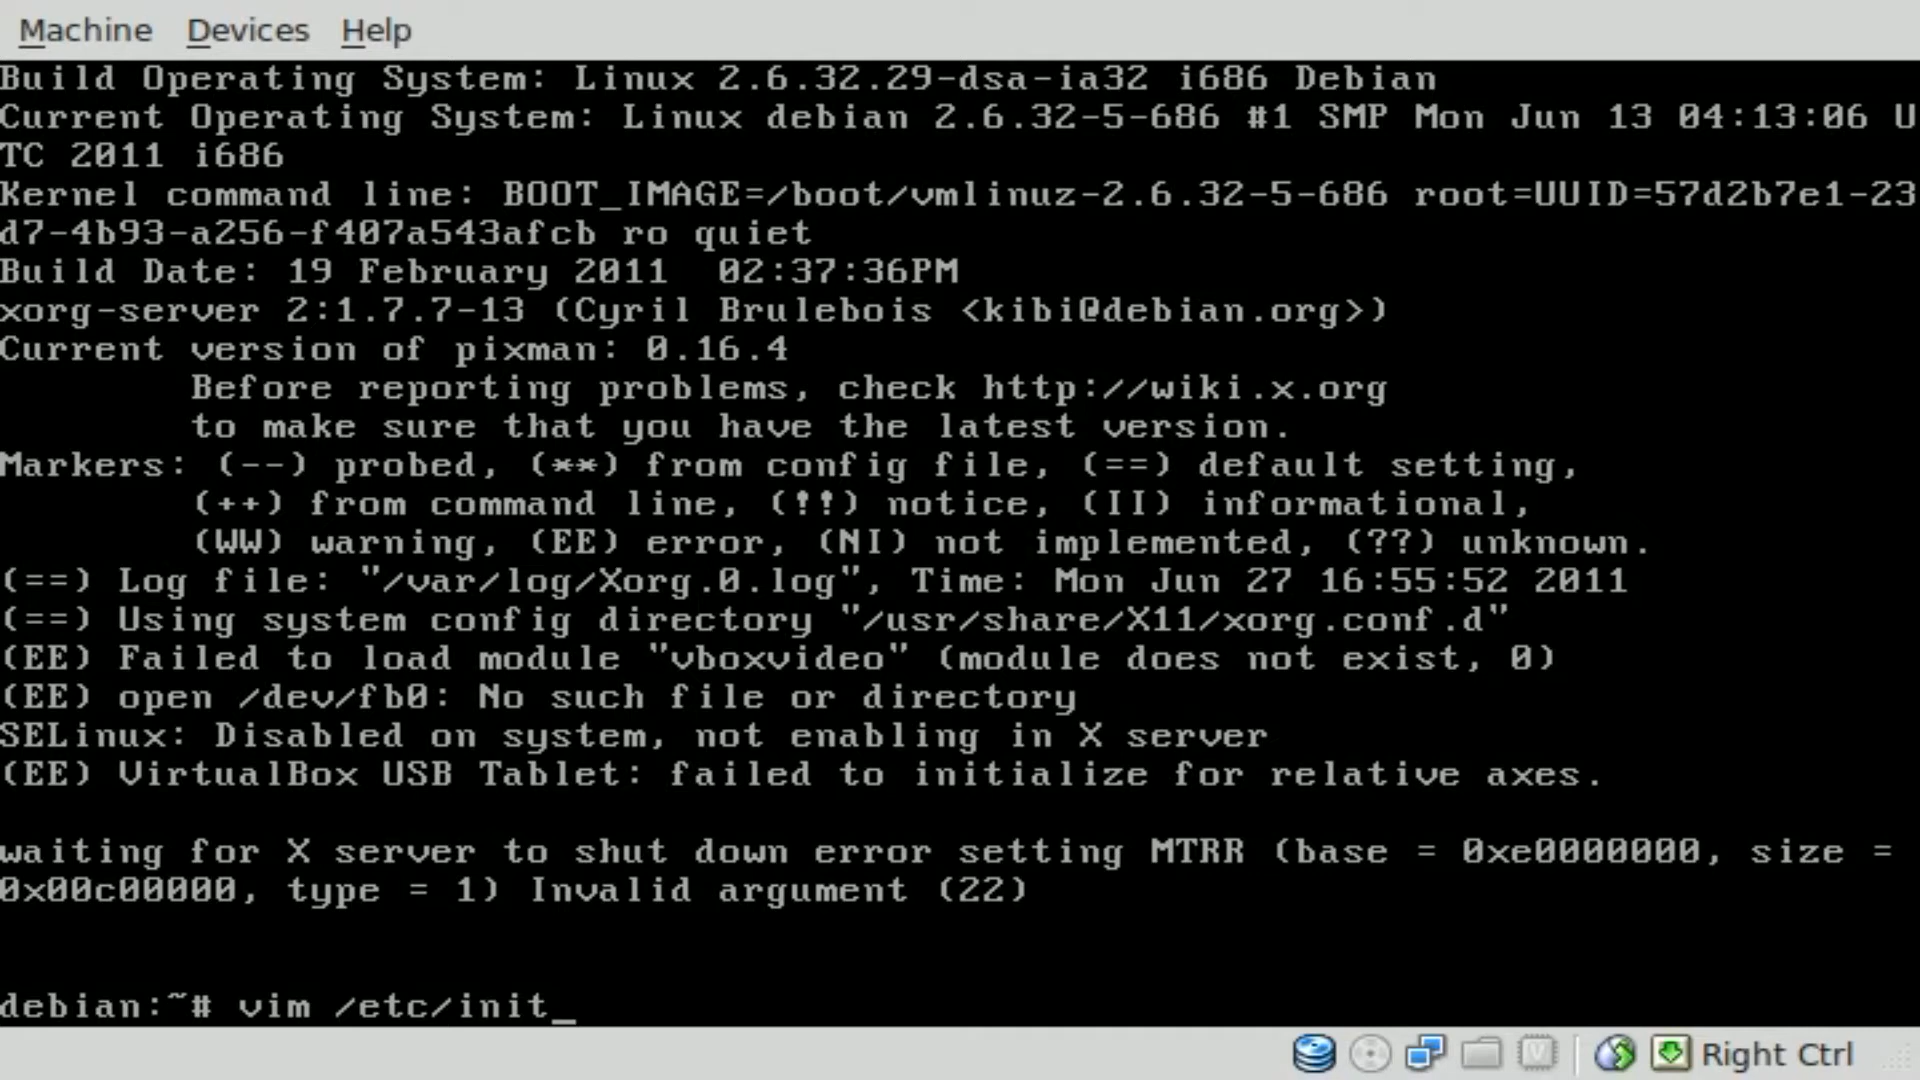 Machine Devices Help
Build Operating System: Linux 2.6.32.29-dsa-ia32 i686 Debian
Current Operating System: Linux debian 2.6.32-5-686 #1 SMP Mon Jun 13 04:13:06 U
TC 2011 i686
Kernel command line: BOOT_IMAGE=/boot/vmlinuz-2.6.32-5-686 root=UUID=57d2b7e1-23
d7-4b93-a256-f407a543afcb ro quiet
Build Date: 19 February 2011  02:37:36PM
xorg-server 2:1.7.7-13 (Cyril Brulebois <kibi@debian.org>)
Current version of pixman: 0.16.4
Before reporting problems, check http://wiki.x.org
to make sure that you have the latest version.
Markers: (--) probed, (**) from config file, (==) default setting,
(++) from command line, (!!) notice, (II) informational,
(WW) warning, (EE) error, (NI) not implemented, (??) unknown.
(==) Log file: "/var/log/Xorg.0.log", Time: Mon Jun 27 16:55:52 2011
(==) Using system config directory "/usr/share/X11/xorg.conf.d"
(EE) Failed to load module "vboxvideo" (module does not exist, 0)
(EE) open /dev/fb0: No such file or directory
SELinux: Disabled on system, not enabling in X server
(EE) VirtualBox USB Tablet: failed to initialize for relative axes.
waiting for X server to shut down error setting MTRR (base = 0xe0000000, size =
0x00c00000, type = 1) Invalid argument (22)
debian:~# vim /etc/init_
Right Ctrl